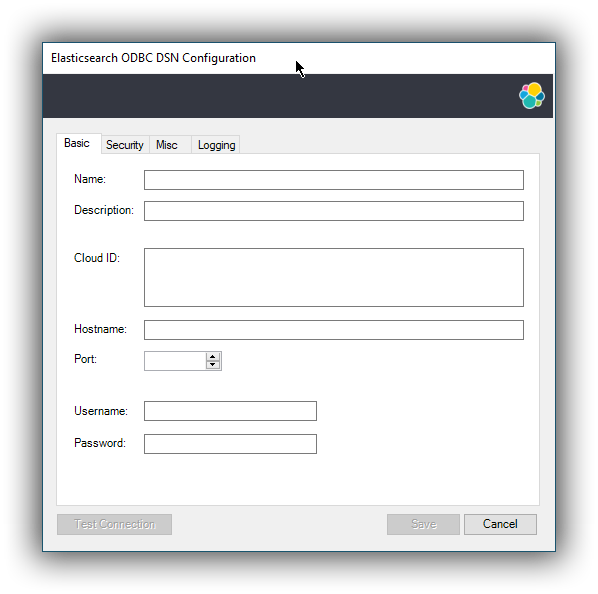 Elasticsearch ODBC DSN Configuration
Basic Security Misc Logging
Name:
Description:
Cloud ID:
Hostname:
Port:
Username:
Password:
Test Connection Save Cancel